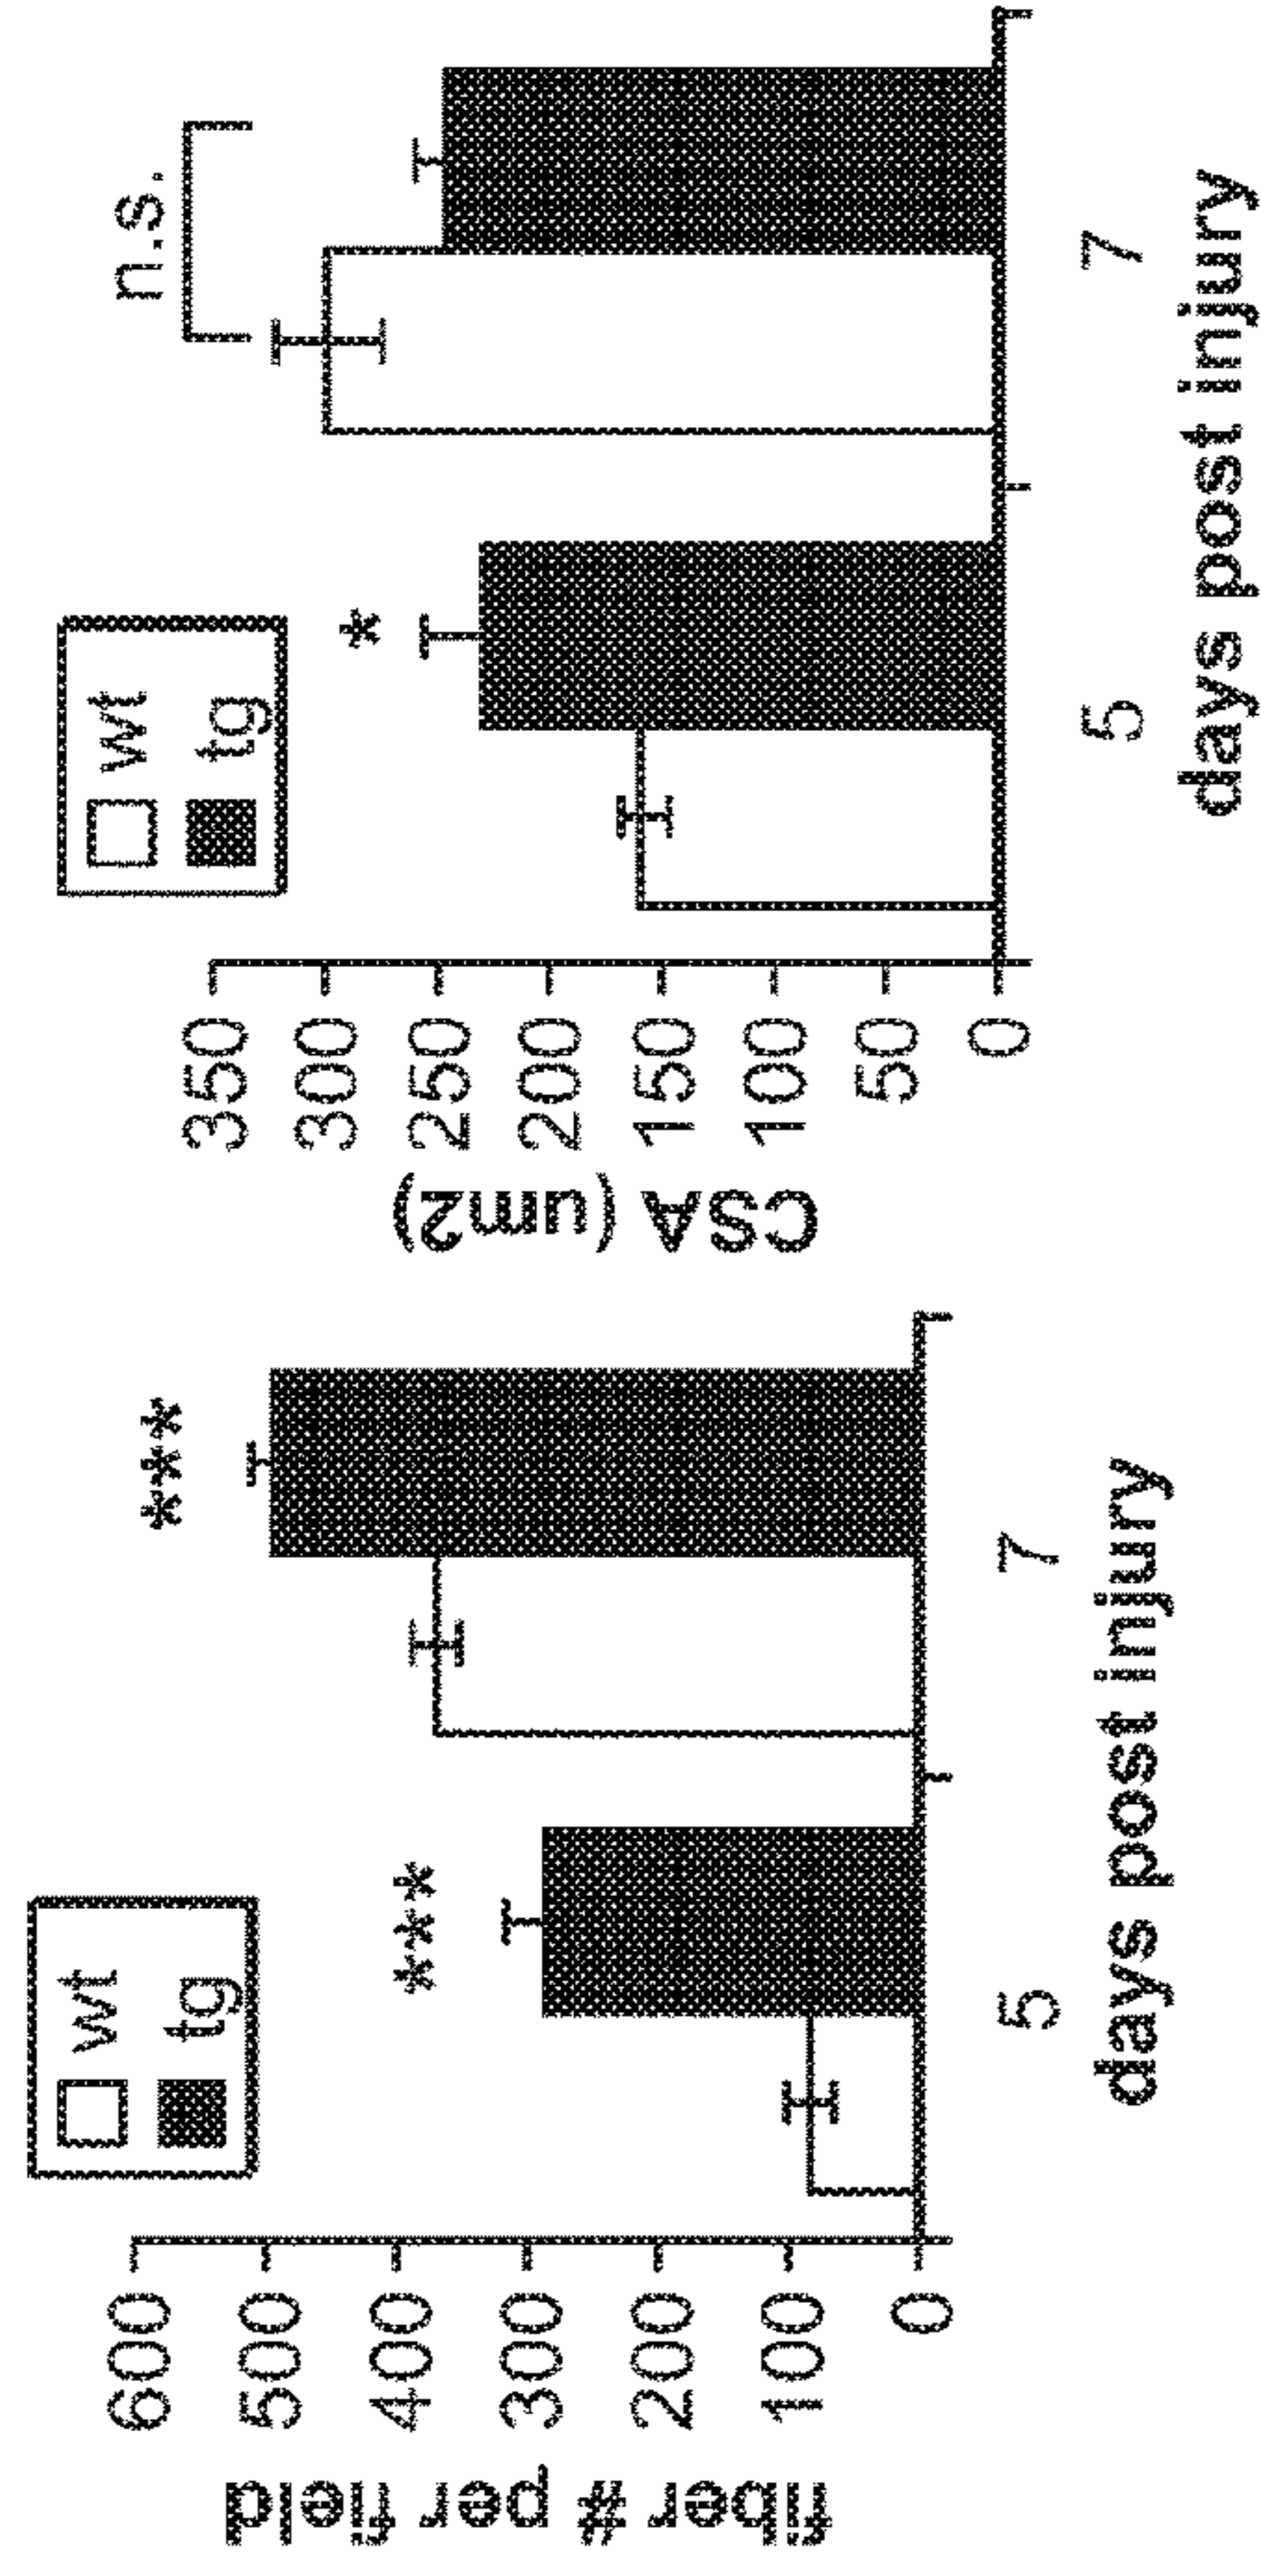 fiber # per field
600
500
400
300
200
100
0
wt
tg
***
***
5
7
days post injury
CSA (um2)
350
300
250
200
150
100
50
0
wt
tg
*
n.s.
5
7
days post injury